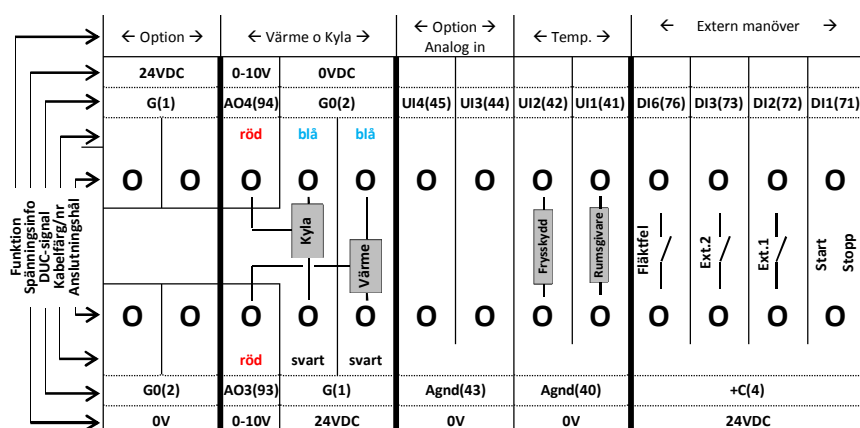 ← Option → ← Värme o Kyla → ← Option → Analog in ← Temp. → ← Extern manöver →
24VDC 0-10V 0VDC
G(1) AO4(94) G0(2) UI4(45) UI3(44) UI2(42) UI1(41) DI6(76) DI3(73) DI2(72) DI1(71)
röd blå blå
O O O O O O O O O O O O O
Funktion
Spänningsinfo
DUC-signal
Kabelfärg/nr
Anslutningshål
Kyla
Värme
Frysskydd
Rumsgivare
Fläktfel
Ext.2
Ext.1
Start
Stopp
O O O O O O O O O O O O O
röd svart svart
G0(2) AO3(93) G(1) Agnd(43) Agnd(40) +C(4)
0V 0-10V 24VDC 0V 0V 24VDC